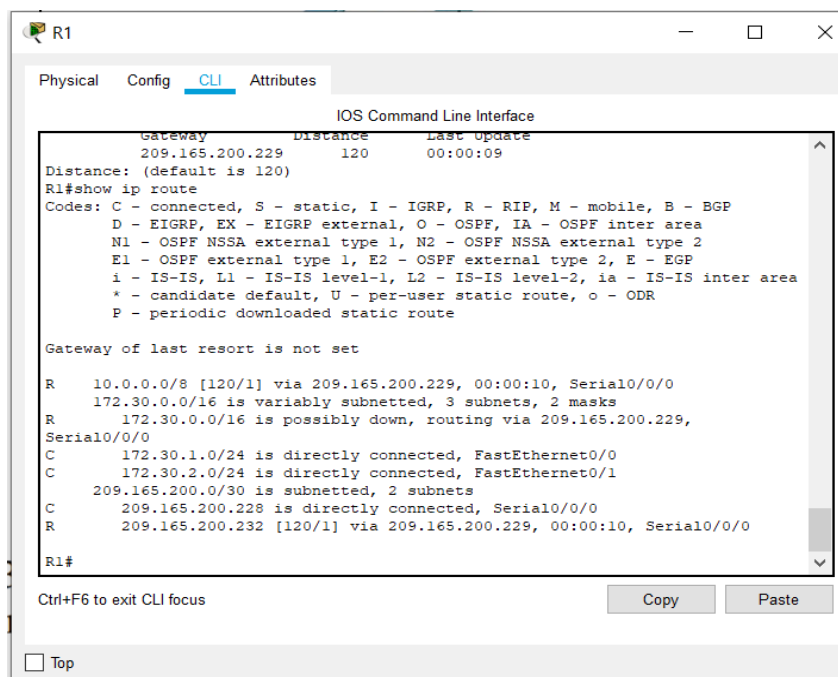 R1
Physical Config CLI Attributes
IOS Command Line Interface
Gateway Distance Last Update
209.165.200.229 120 00:00:09
Distance: (default is 120)
R1#show ip route
Codes: C - connected, S - static, I - IGRP, R - RIP, M - mobile, B - BGP
D - EIGRP, EX - EIGRP external, O - OSPF, IA - OSPF inter area
N1 - OSPF NSSA external type 1, N2 - OSPF NSSA external type 2
E1 - OSPF external type 1, E2 - OSPF external type 2, E - EGP
i - IS-IS, L1 - IS-IS level-1, L2 - IS-IS level-2, ia - IS-IS inter area
* - candidate default, U - per-user static route, o - ODR
P - periodic downloaded static route
Gateway of last resort is not set
R 10.0.0.0/8 [120/1] via 209.165.200.229, 00:00:10, Serial0/0/0
172.30.0.0/16 is variably subnetted, 3 subnets, 2 masks
R 172.30.0.0/16 is possibly down, routing via 209.165.200.229,
Serial0/0/0
C 172.30.1.0/24 is directly connected, FastEthernet0/0
C 172.30.2.0/24 is directly connected, FastEthernet0/1
209.165.200.0/30 is subnetted, 2 subnets
C 209.165.200.228 is directly connected, Serial0/0/0
R 209.165.200.232 [120/1] via 209.165.200.229, 00:00:10, Serial0/0/0
R1#
Ctrl+F6 to exit CLI focus
Copy Paste
Top